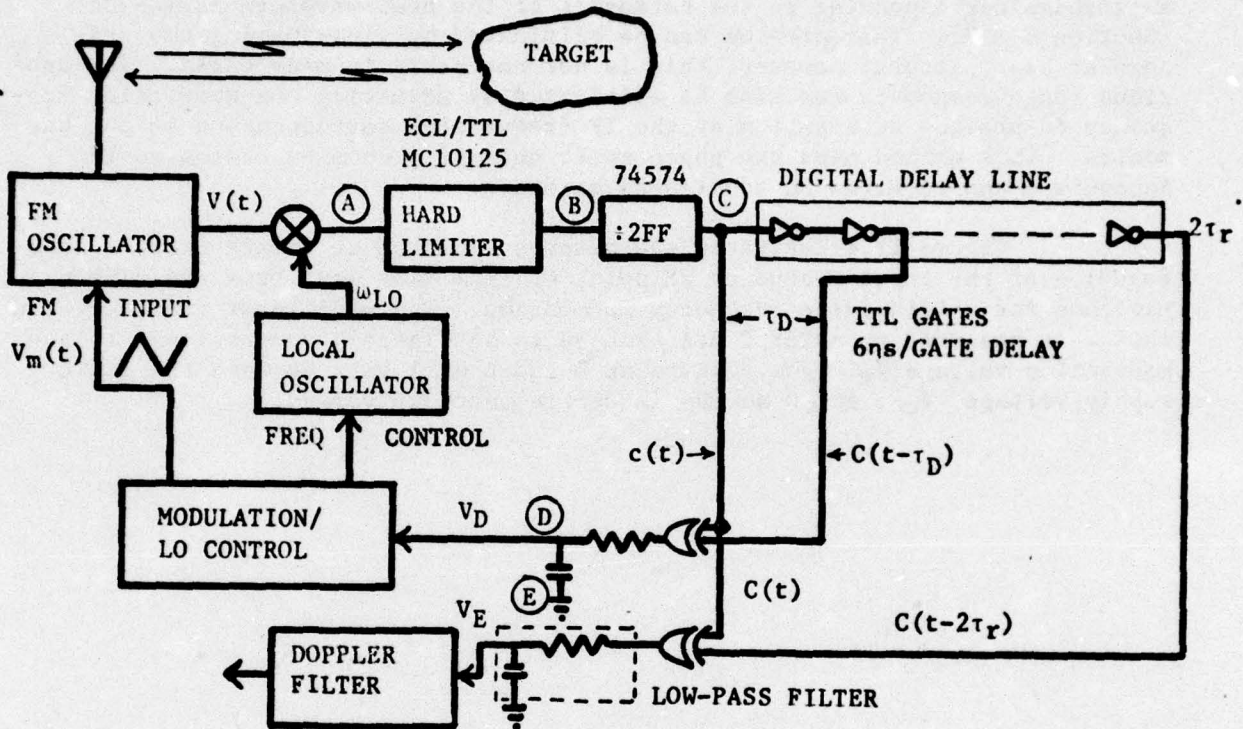 TARGET
ECL/TTL
MC10125
74574
DIGITAL DELAY LINE
FM
OSCILLATOR
V(t)
A
HARD
LIMITER
B
÷2FF
C
2τr
ωLO
τD
TTL GATES
6ηs/GATE DELAY
FM INPUT
Vm(t)
LOCAL
OSCILLATOR
FREQ CONTROL
c(t)
C(t-τD)
MODULATION/
LO CONTROL
VD
D
E
C(t)
C(t-2τr)
VE
DOPPLER
FILTER
LOW-PASS FILTER